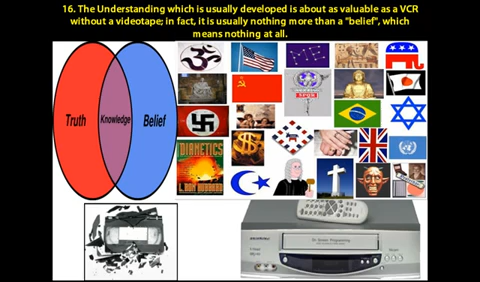 16. The Understanding which is usually developed is about as valuable as a VCR
without a videotape; in fact, it is usually nothing more than a "belief", which
means nothing at all.
Truth
Knowledge
Belief
SPQR
DIANETICS
L. RON HUBBARD